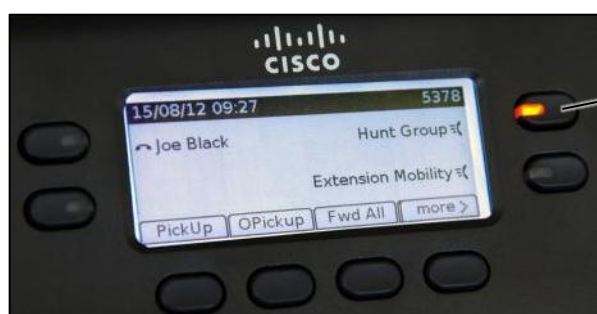 CISCO
15/08/12 09:27 5378
Joe Black Hunt Group
Extension Mobility
PickUp OPickup Fwd All more >